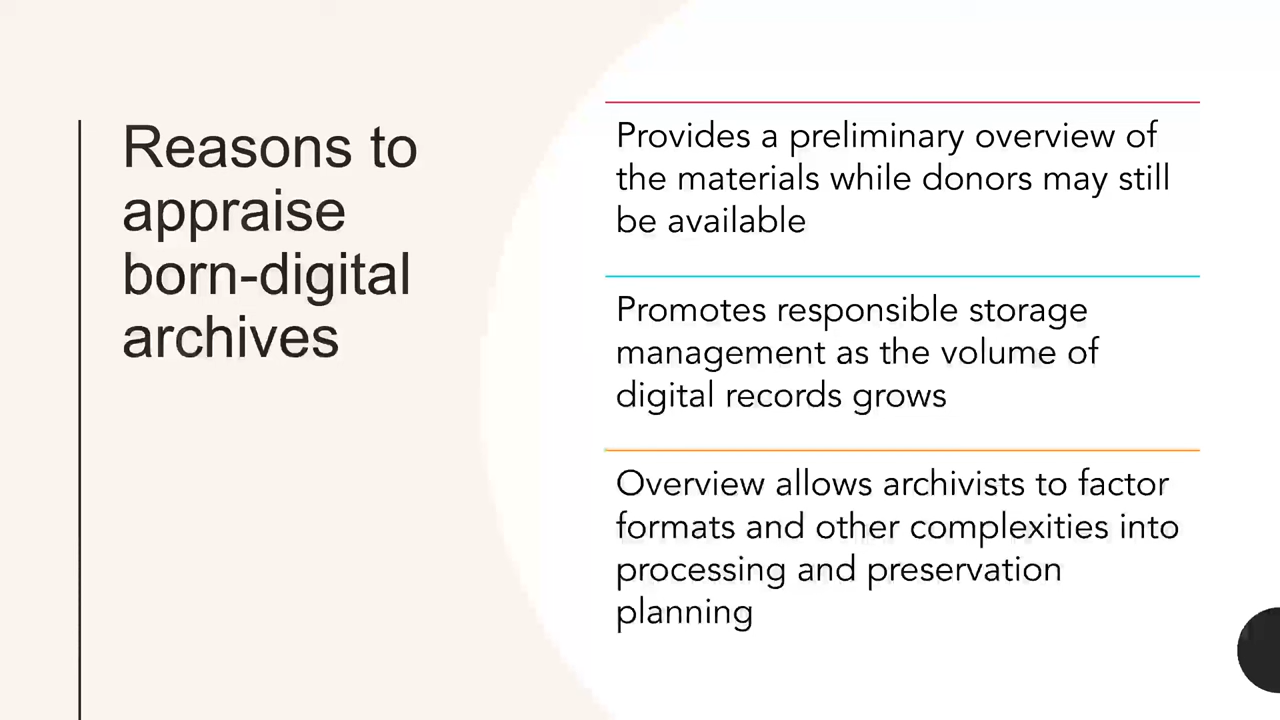 Reasons to
appraise
born-digital
archives
Provides a preliminary overview of
the materials while donors may still
be available
Promotes responsible storage
management as the volume of
digital records grows
Overview allows archivists to factor
formats and other complexities into
processing and preservation
planning